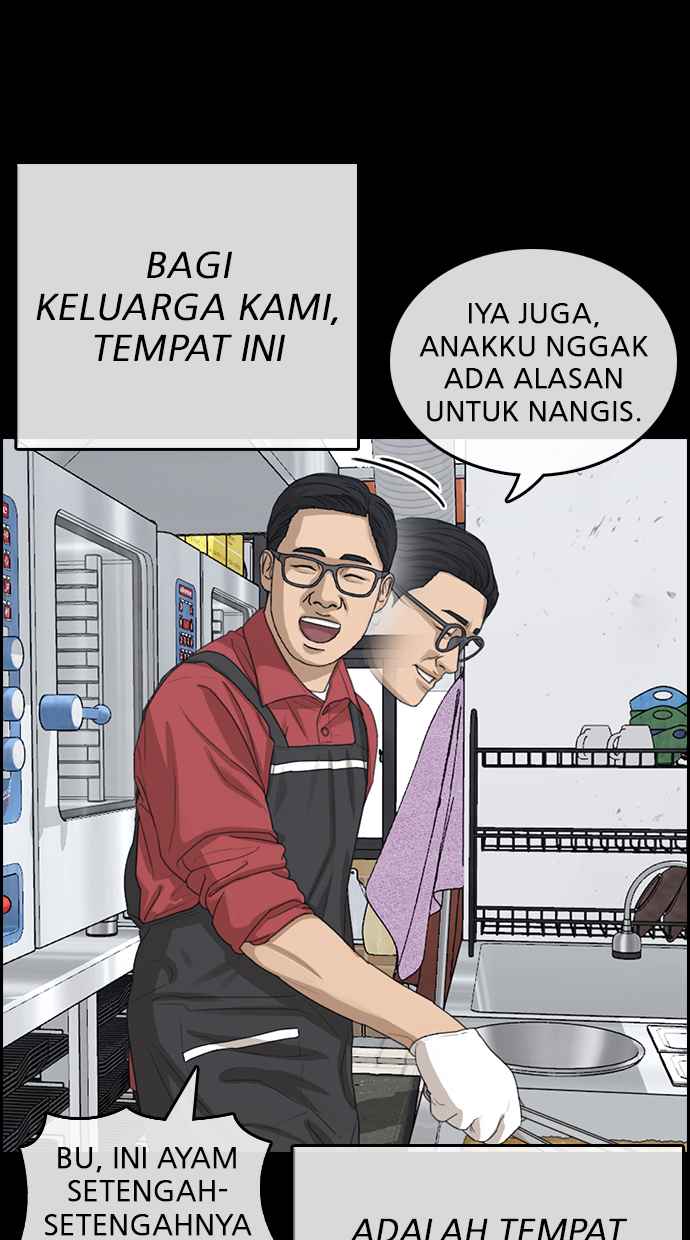 BAGI
KELUARGA KAMI,
TEMPAT INI
IYA JUGA,
ANAKKU NGGAK
ADA ALASAN
UNTUK NANGIS.
BU, INI AYAM
SETENGAH-
SETENGAHNYA
ADALAH TEMPAT